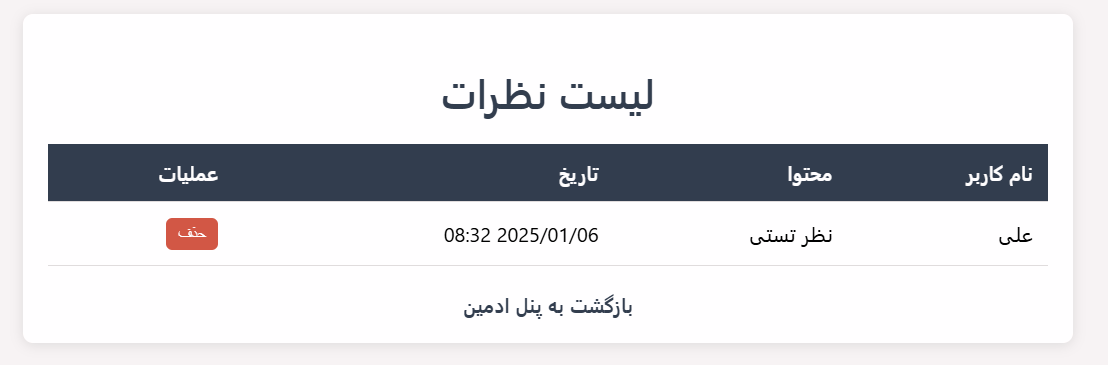 لیست نظرات
نام کاربر محتوا تاریخ عملیات
علی نظر تستی 2025/01/06 08:32 حذف
بازگشت به پنل ادمین